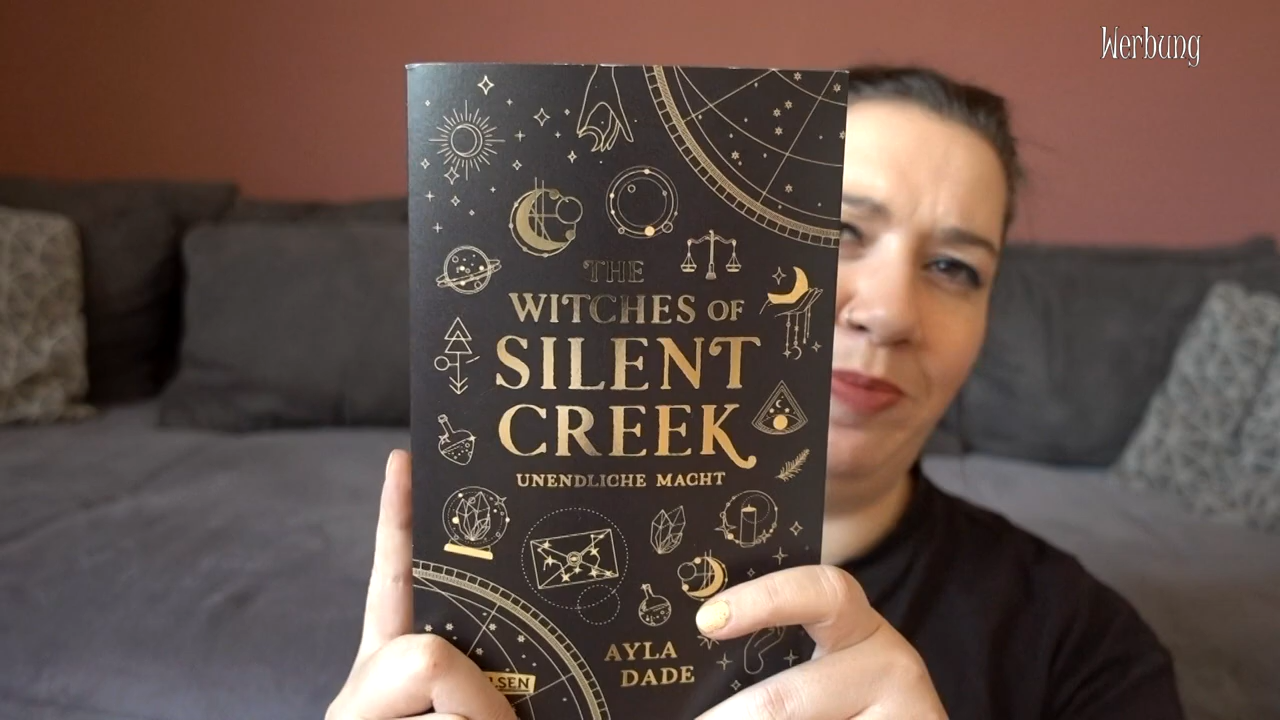 Werbung
THE
WITCHES OF
SILENT
CREEK
UNENDLICHE MACHT
AYLA
DADE